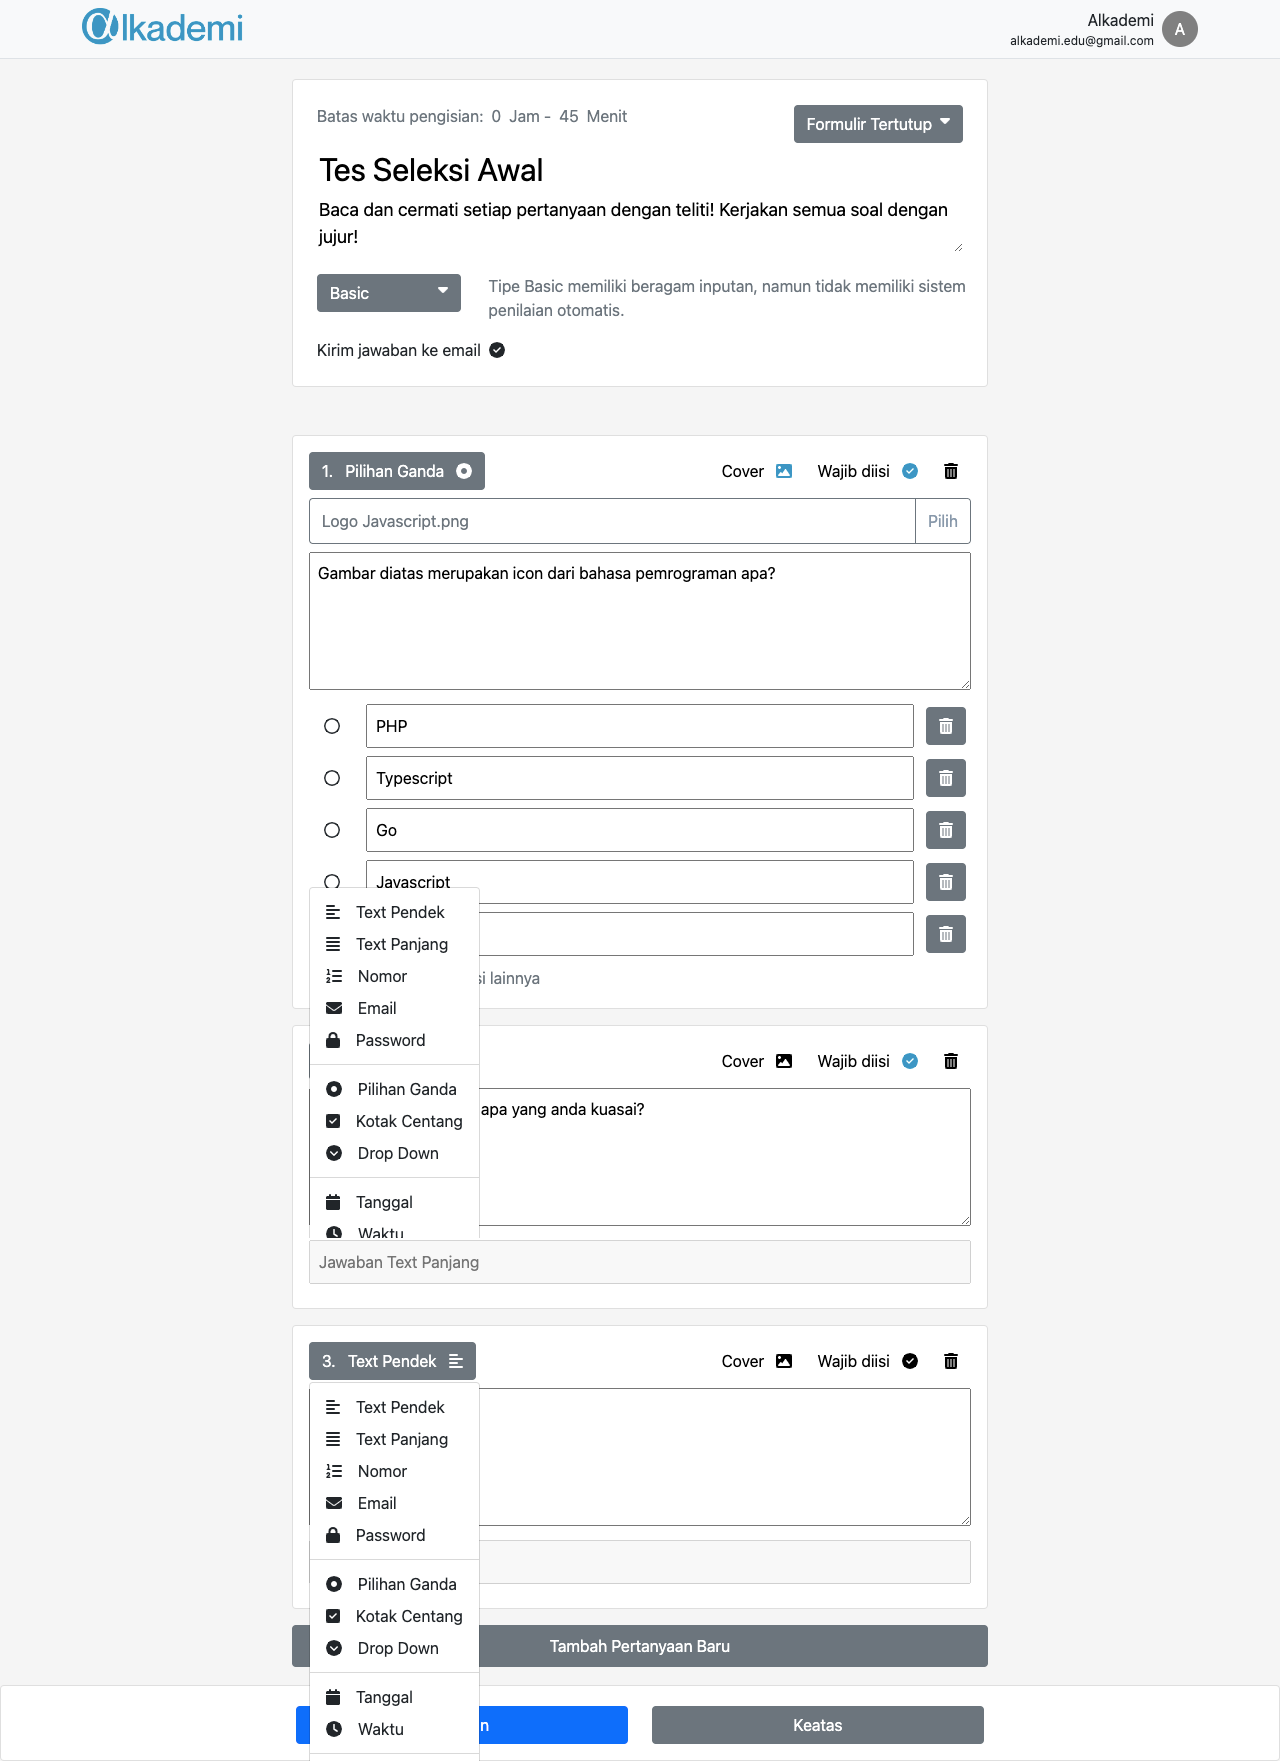 @lkademi
Alkademi
alkademi.edu@gmail.com
A
Batas waktu pengisian: 0 Jam - 45 Menit
Formulir Tertutup
Tes Seleksi Awal
Baca dan cermati setiap pertanyaan dengan teliti! Kerjakan semua soal dengan
jujur!
Basic
Tipe Basic memiliki beragam inputan, namun tidak memiliki sistem
penilaian otomatis.
Kirim jawaban ke email
1. Pilihan Ganda
Cover
Wajib diisi
Logo Javascript.png
Pilih
Gambar diatas merupakan icon dari bahasa pemrograman apa?
PHP
Typescript
Go
Javascript
Text Pendek
Text Panjang
Nomor
lainnya
Email
Password
Cover
Wajib diisi
Pilihan Ganda
apa yang anda kuasai?
Kotak Centang
Drop Down
Tanggal
Waktu
Jawaban Text Panjang
3. Text Pendek
Cover
Wajib diisi
Text Pendek
Text Panjang
Nomor
Email
Password
Pilihan Ganda
Kotak Centang
Drop Down
Tambah Pertanyaan Baru
Tanggal
Waktu
Keatas